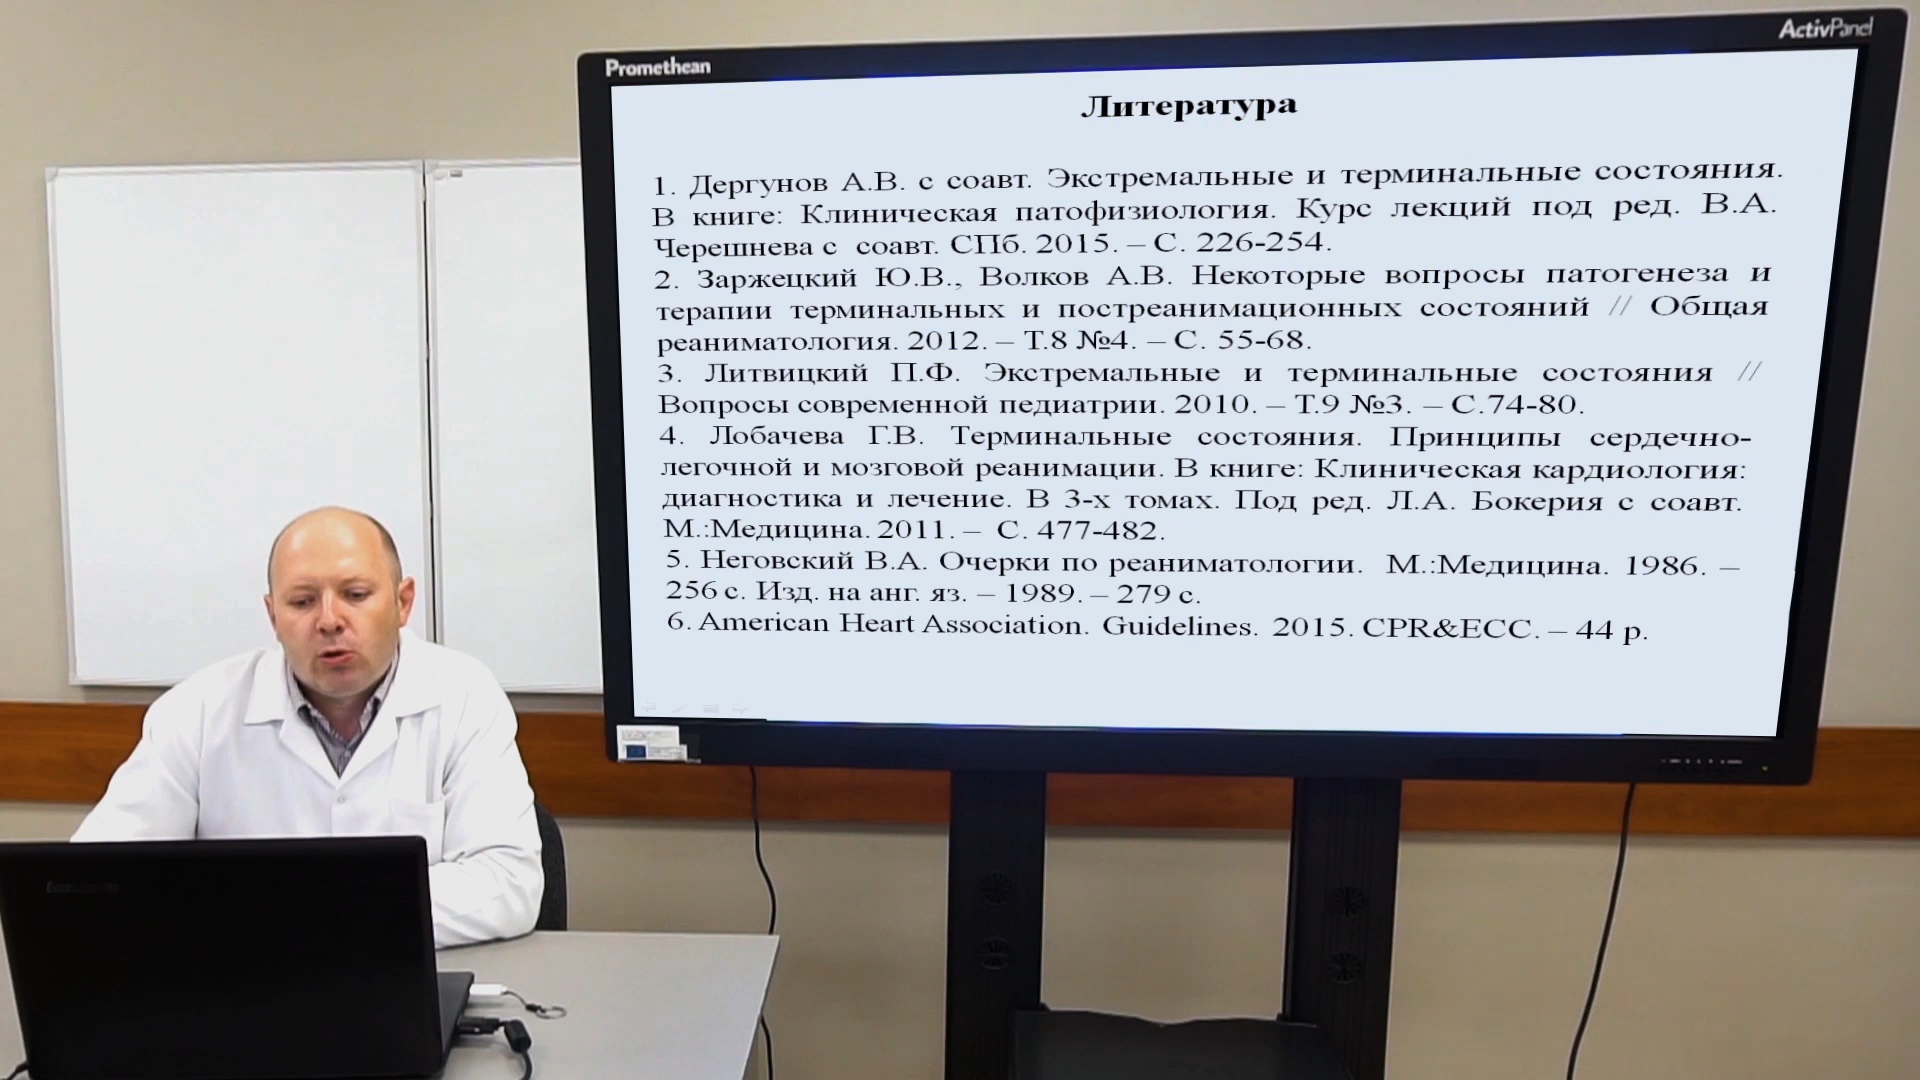 Promethean
ActivPanel
Литература
1. Дергунов А.В. с соавт. Экстремальные и терминальные состояния.
В книге: Клиническая патофизиология. Курс лекций под ред. В.А.
Черешнева с соавт. СПб. 2015. – С. 226-254.
2. Заржецкий Ю.В., Волков А.В. Некоторые вопросы патогенеза и
терапии терминальных и постреанимационных состояний // Общая
реаниматология. 2012. – Т.8 №4. – С. 55-68.
3. Литвицкий П.Ф. Экстремальные и терминальные состояния //
Вопросы современной педиатрии. 2010. – Т.9 №3. – С.74-80.
4. Лобачева Г.В. Терминальные состояния. Принципы сердечно-
легочной и мозговой реанимации. В книге: Клиническая кардиология:
диагностика и лечение. В 3-х томах. Под ред. Л.А. Бокерия с соавт.
М.:Медицина. 2011. – С. 477-482.
5. Неговский В.А. Очерки по реаниматологии. М.:Медицина. 1986. –
256 с. Изд. на анг. яз. – 1989. – 279 с.
6. American Heart Association. Guidelines. 2015. CPR&ECC. – 44 p.